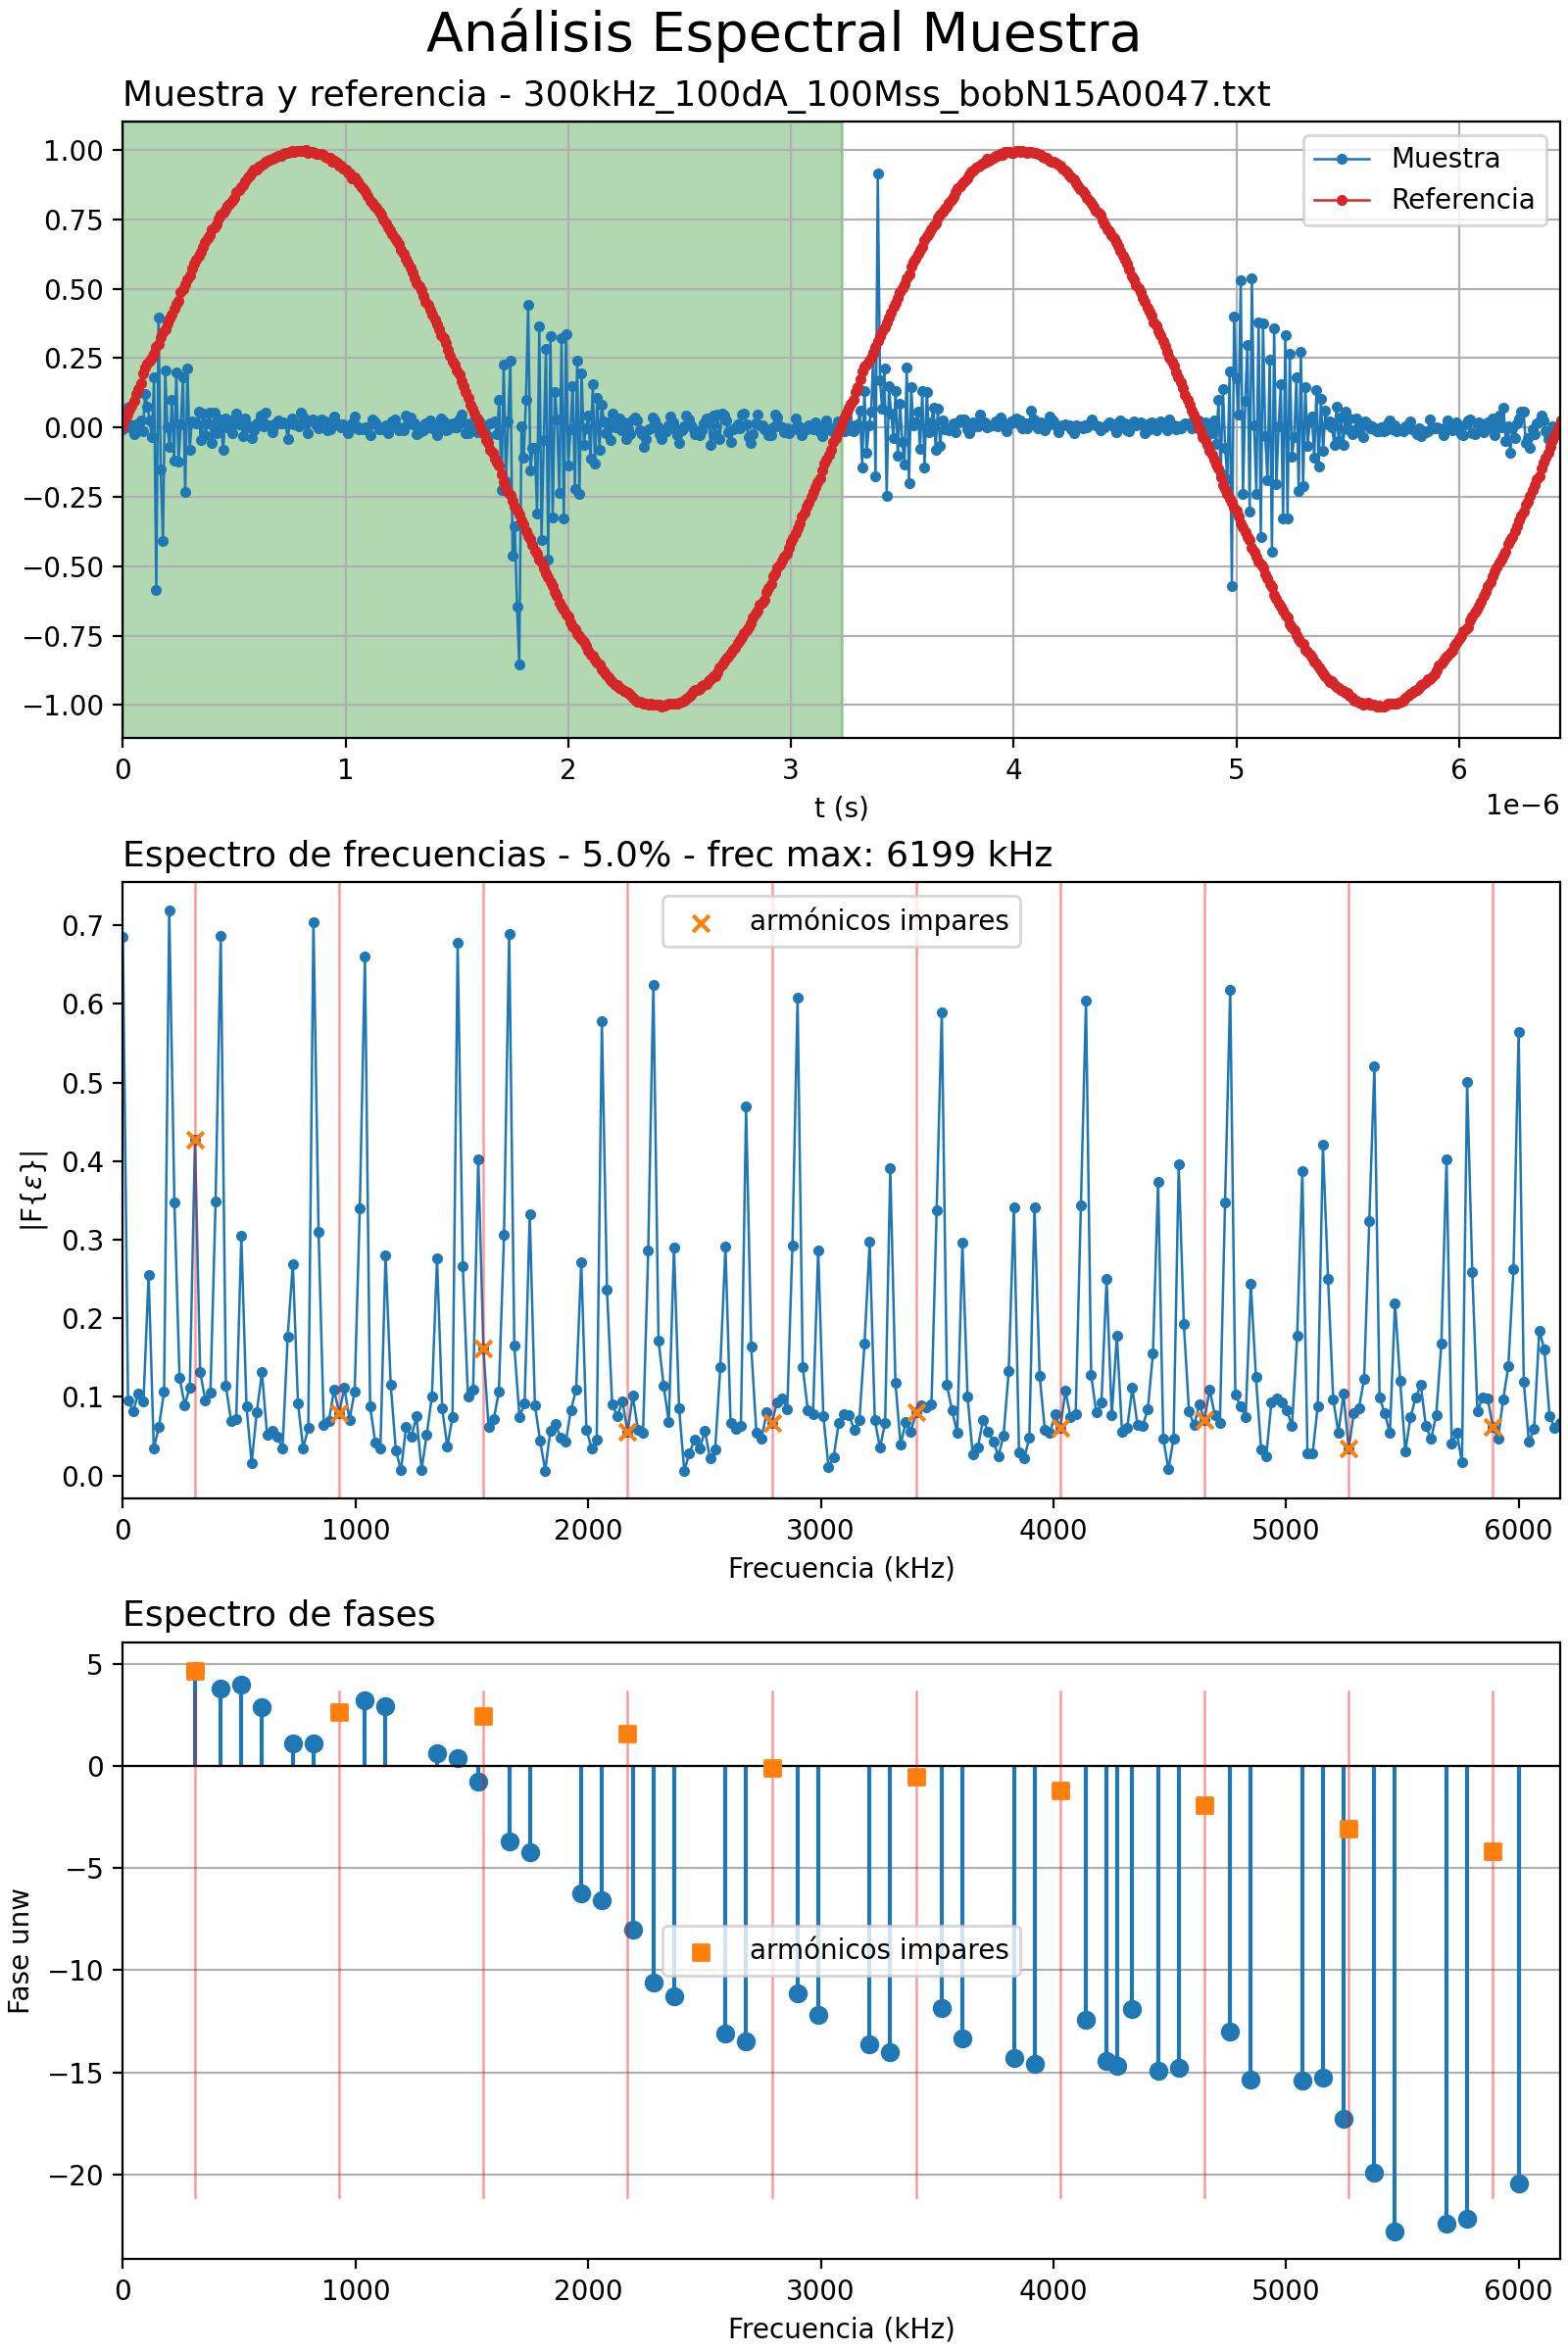 Análisis Espectral Muestra
Muestra y referencia - 300kHz_100dA_100Mss_bobN15A0047.txt
1.00
0.75
0.50
0.25
0.00
−0.25
−0.50
−0.75
−1.00
Muestra
Referencia
0 1 2 3 4 5 6
t (s)
1e−6
Espectro de frecuencias - 5.0% - frec max: 6199 kHz
|F{ε}|
0.7
0.6
0.5
0.4
0.3
0.2
0.1
0.0
armónicos impares
0 1000 2000 3000 4000 5000 6000
Frecuencia (kHz)
Espectro de fases
Fase unw
5
0
−5
−10
−15
−20
armónicos impares
0 1000 2000 3000 4000 5000 6000
Frecuencia (kHz)